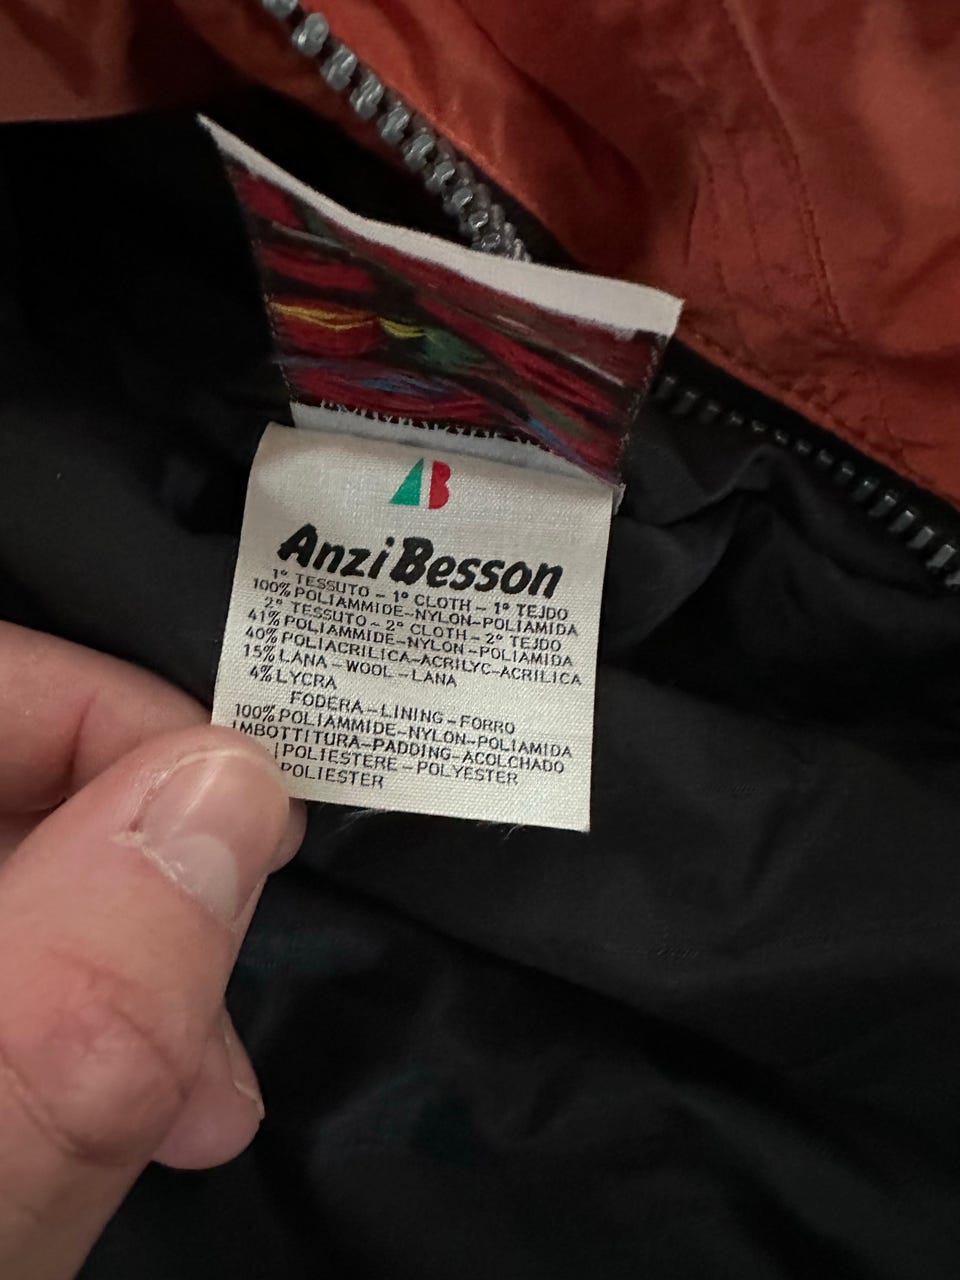 AB
AnziBesson
1° TESSUTO - 1° CLOTH - 1° TEJDO
100% POLIAMMIDE-NYLON-POLIAMIDA
2° TESSUTO - 2° CLOTH - 2° TEJDO
41% POLIAMMIDE-NYLON-POLIAMIDA
40% POLIACRILICA-ACRILYC-ACRILICA
15% LANA - WOOL - LANA
4% LYCRA
FODERA - LINING - FORRO
100% POLIAMMIDE-NYLON-POLIAMIDA
IMBOTTITURA-PADDING-ACOLCHADO
POLIESTERE - POLYESTER
POLIESTER